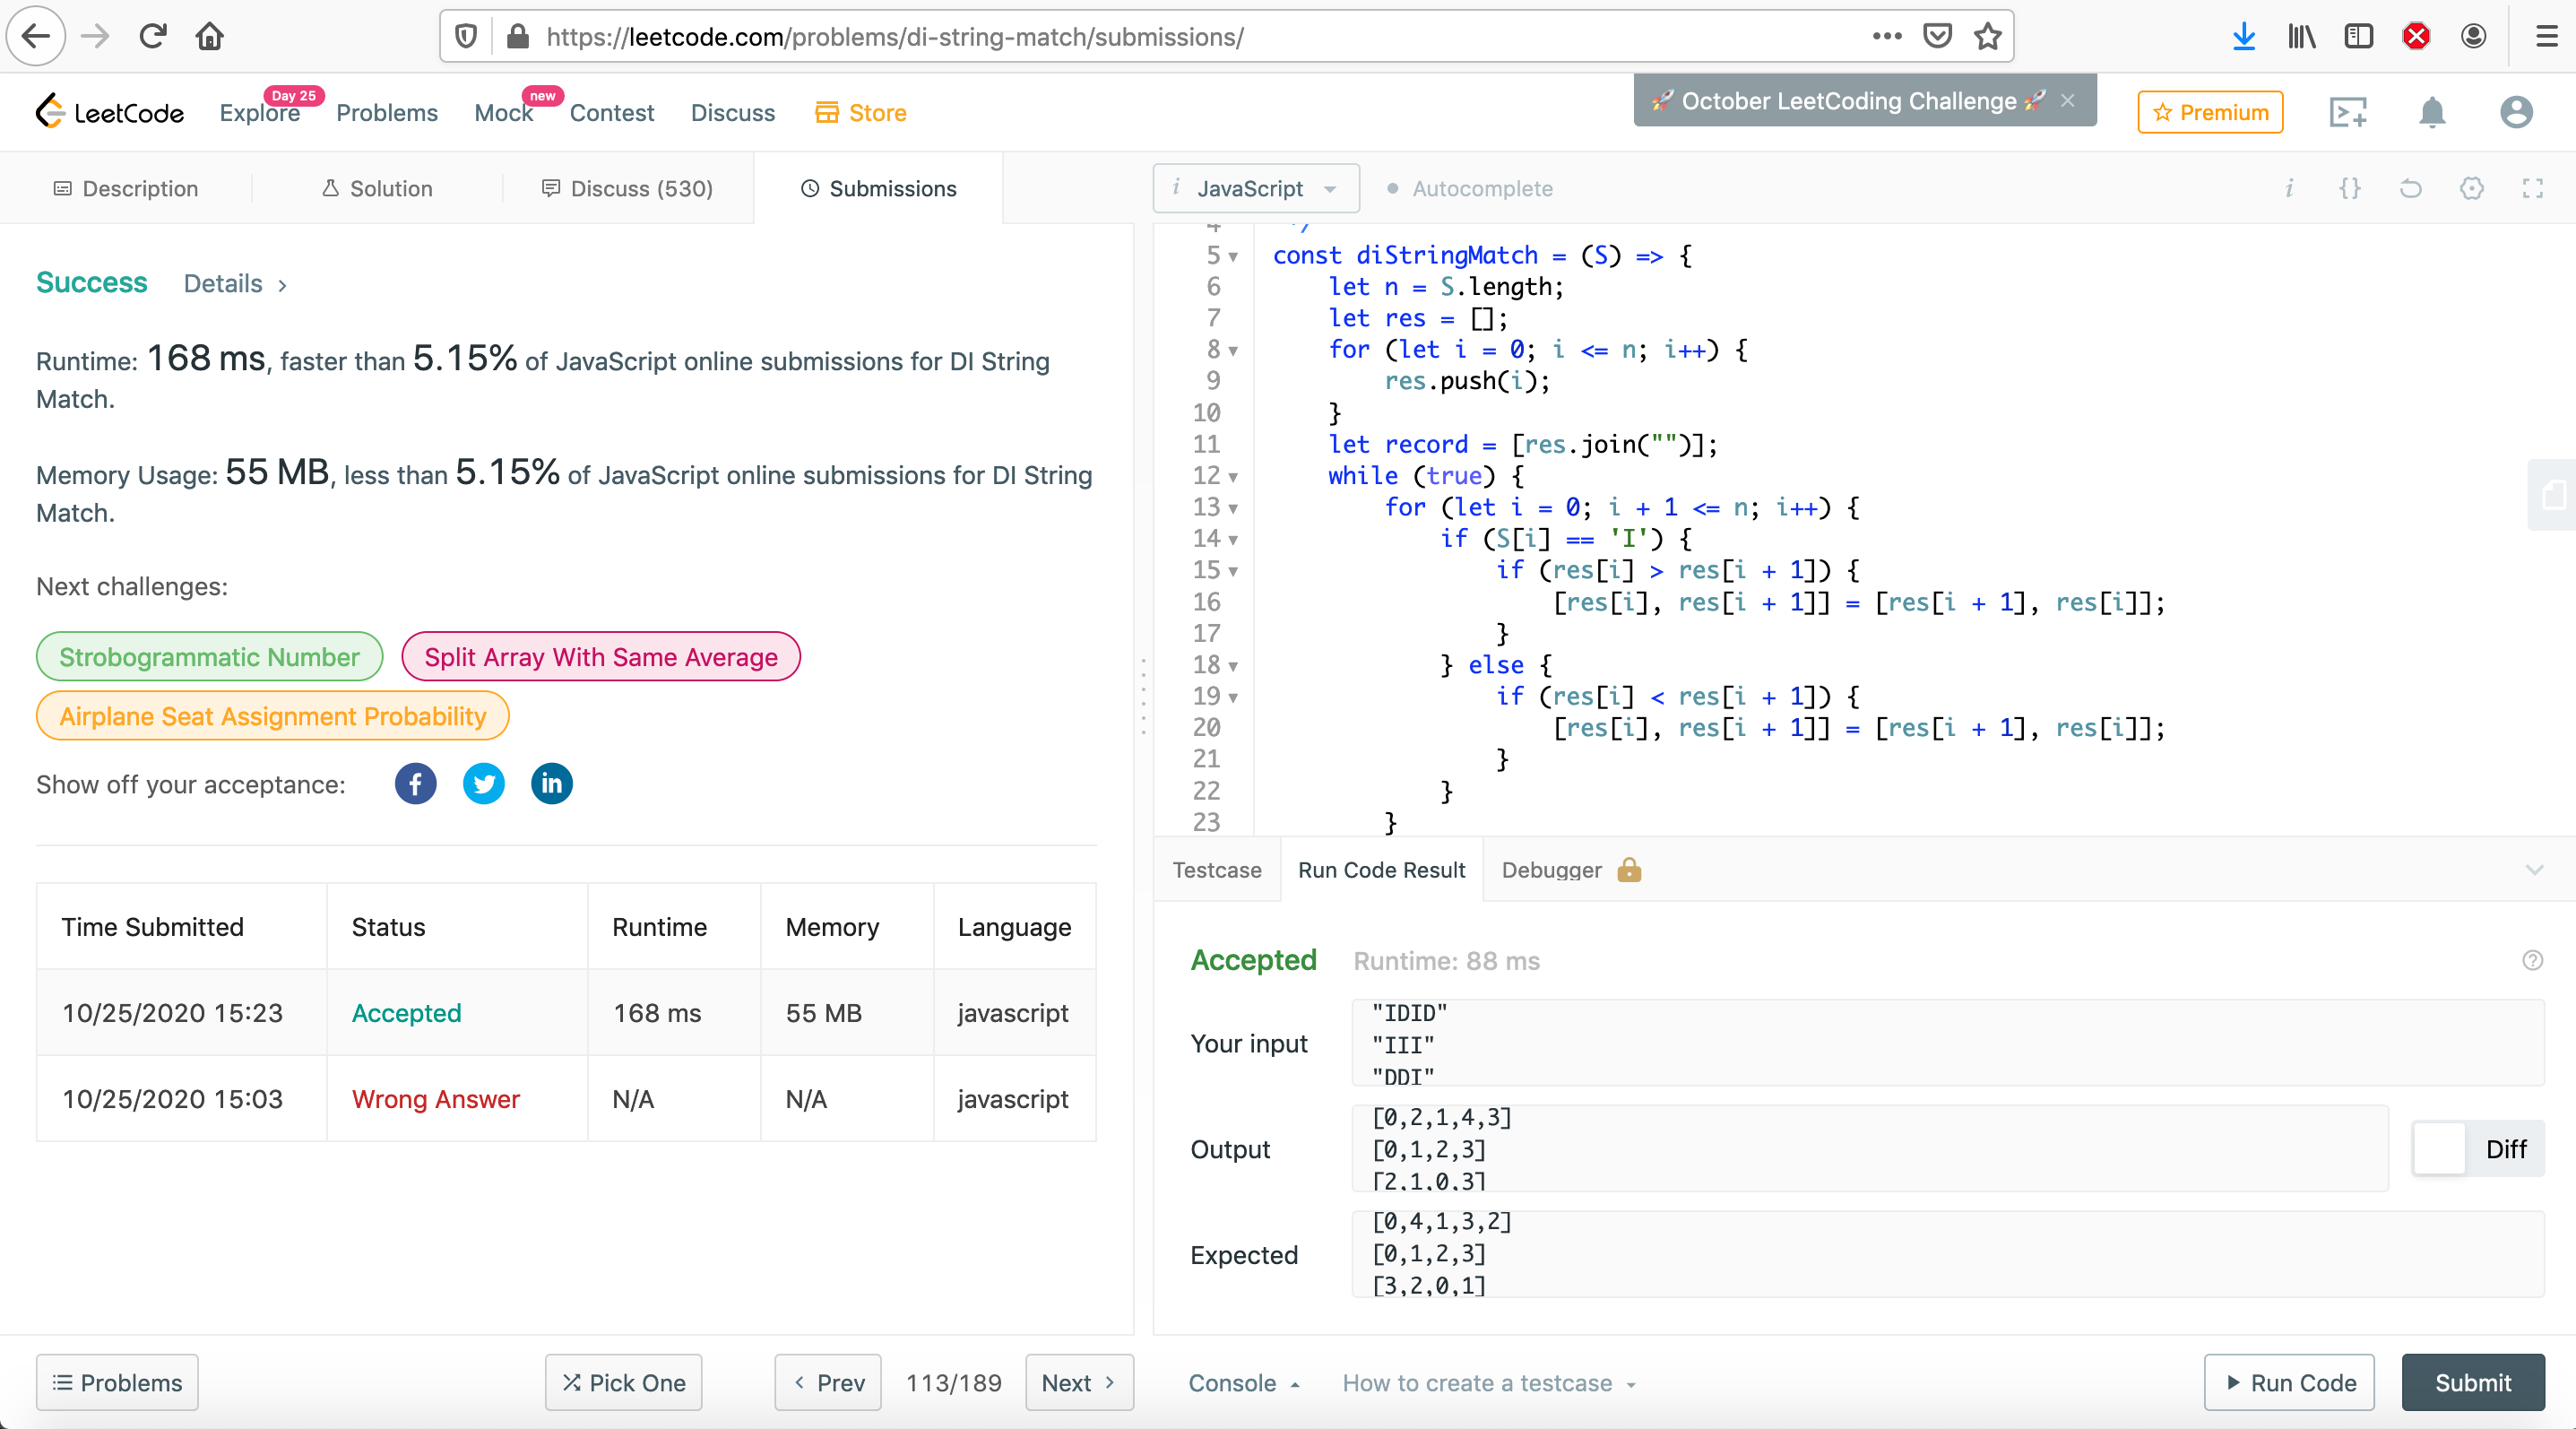 https://leetcode.com/problems/di-string-match/submissions/
LeetCode
Explore
Day 25
Problems
Mock
new
Contest
Discuss
Store
🚀 October LeetCoding Challenge 🚀 ×
Premium
Description
Solution
Discuss (530)
Submissions
i JavaScript
Autocomplete
Success Details >
Runtime: 168 ms, faster than 5.15% of JavaScript online submissions for DI String
Match.
Memory Usage: 55 MB, less than 5.15% of JavaScript online submissions for DI String
Match.
Next challenges:
Strobogrammatic Number
Split Array With Same Average
Airplane Seat Assignment Probability
Show off your acceptance:
Time Submitted Status Runtime Memory Language
10/25/2020 15:23 Accepted 168 ms 55 MB javascript
10/25/2020 15:03 Wrong Answer N/A N/A javascript
4 */
5 const diStringMatch = (S) => {
6 let n = S.length;
7 let res = [];
8 for (let i = 0; i <= n; i++) {
9 res.push(i);
10 }
11 let record = [res.join("")];
12 while (true) {
13 for (let i = 0; i + 1 <= n; i++) {
14 if (S[i] == 'I') {
15 if (res[i] > res[i + 1]) {
16 [res[i], res[i + 1]] = [res[i + 1], res[i]];
17 }
18 } else {
19 if (res[i] < res[i + 1]) {
20 [res[i], res[i + 1]] = [res[i + 1], res[i]];
21 }
22 }
23 }
Testcase
Run Code Result
Debugger
Accepted Runtime: 88 ms
Your input
"IDID"
"III"
"DDI"
Output
[0,2,1,4,3]
[0,1,2,3]
[2,1,0,3]
Diff
Expected
[0,4,1,3,2]
[0,1,2,3]
[3,2,0,1]
Problems
Pick One
Prev
113/189
Next
Console
How to create a testcase
Run Code
Submit